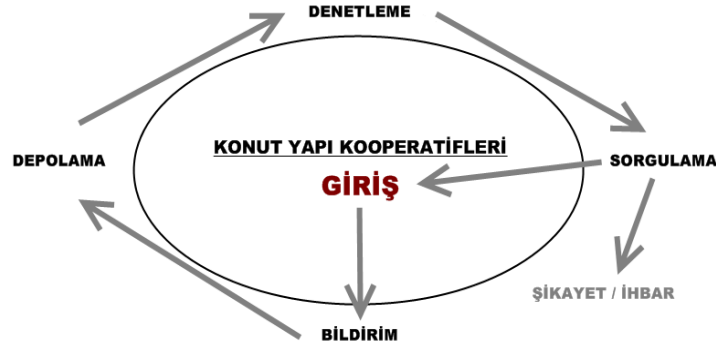 DENETLEME
KONUT YAPI KOOPERATİFLERİ
DEPOLAMA
SORGULAMA
GİRİŞ
ŞİKAYET / İHBAR
BİLDİRİM